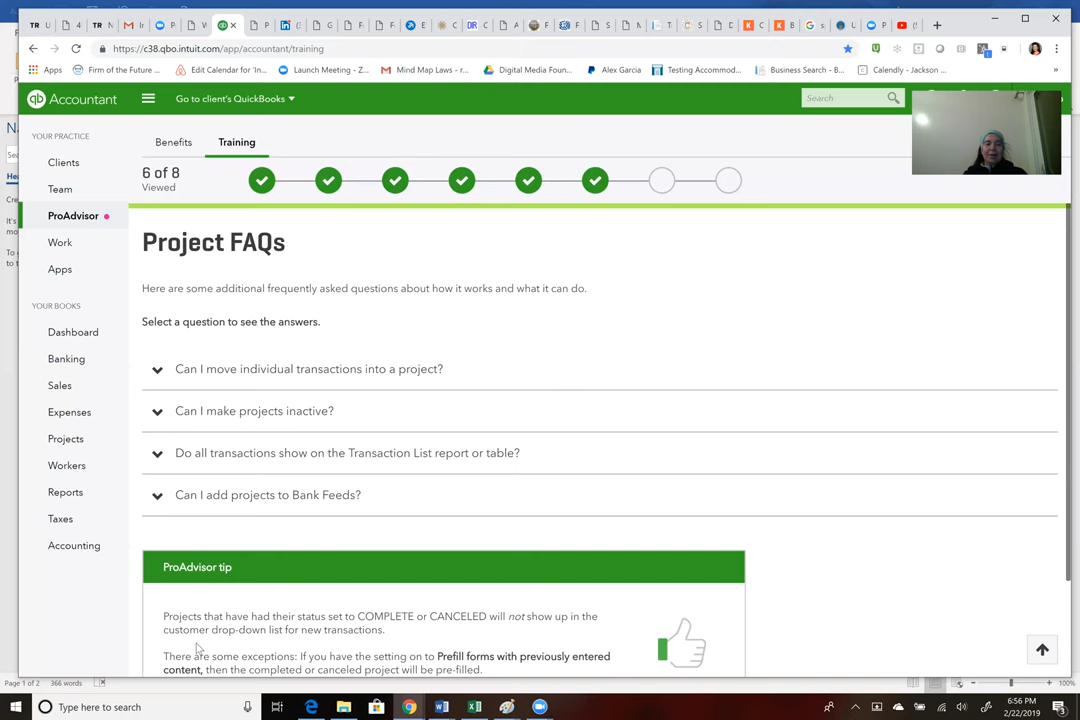 https://c38.qbo.intuit.com/app/accountant/training
Apps
Firm of the Future ...
Edit Calendar for 'In...
Launch Meeting - Z...
Mind Map Laws - r...
Digital Media Foun...
Alex Garcia
Testing Accommod...
Business Search - B...
Calendly - Jackson ...
Accountant
Go to client's QuickBooks
Search
YOUR PRACTICE
Clients
Team
ProAdvisor
Work
Apps
YOUR BOOKS
Dashboard
Banking
Sales
Expenses
Projects
Workers
Reports
Taxes
Accounting
Benefits
Training
6 of 8
Viewed
Project FAQs
Here are some additional frequently asked questions about how it works and what it can do.
Select a question to see the answers.
Can I move individual transactions into a project?
Can I make projects inactive?
Do all transactions show on the Transaction List report or table?
Can I add projects to Bank Feeds?
ProAdvisor tip
Projects that have had their status set to COMPLETE or CANCELED will not show up in the
customer drop-down list for new transactions.
There are some exceptions: If you have the setting on to Prefill forms with previously entered
content, then the completed or canceled project will be pre-filled.
Page 1 of 2 366 words
100%
Type here to search
6:56 PM
2/22/2019